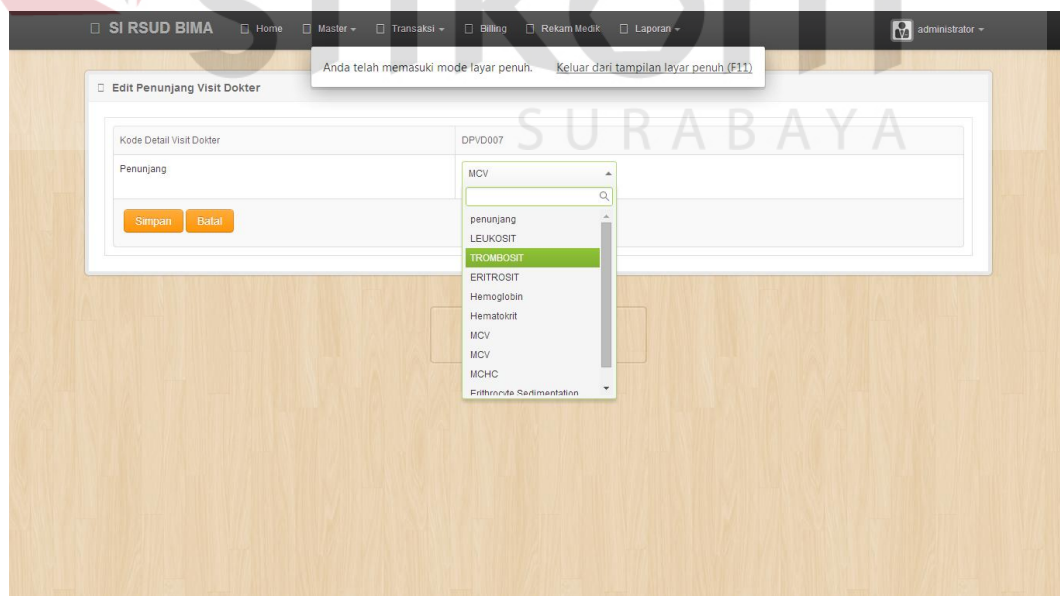 SI RSUD BIMA Home Master Transaksi Billing Rekam Medik Laporan administrator
Anda telah memasuki mode layar penuh. Keluar dari tampilan layar penuh (F11)
Edit Penunjang Visit Dokter
SURABAYA
Kode Detail Visit Dokter DPVD007
Penunjang MCV
penunjang
Simpan Batal
LEUKOSIT
TROMBOSIT
ERITROSIT
Hemoglobin
Hematokrit
MCV
MCV
MCHC
Erithrocyte Sedimentation